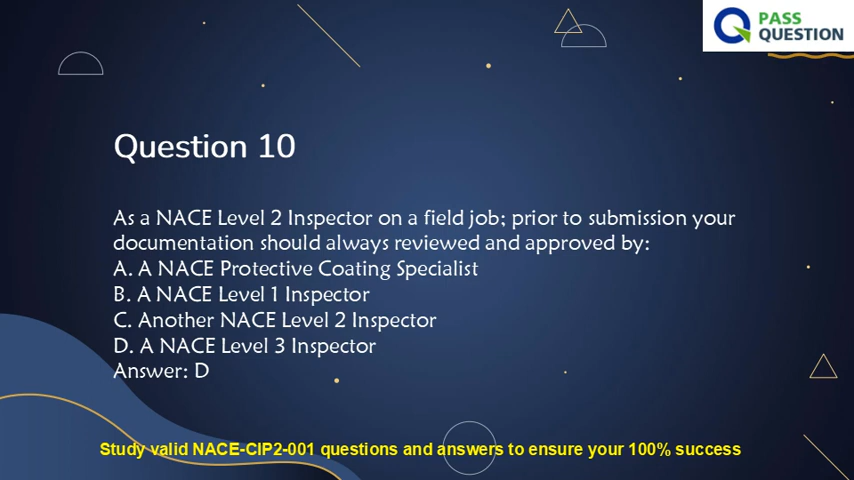 PASS
QUESTION
Question 10
As a NACE Level 2 Inspector on a field job; prior to submission your
documentation should always reviewed and approved by:
A. A NACE Protective Coating Specialist
B. A NACE Level 1 Inspector
C. Another NACE Level 2 Inspector
D. A NACE Level 3 Inspector
Answer: D
Study valid NACE-CIP2-001 questions and answers to ensure your 100% success